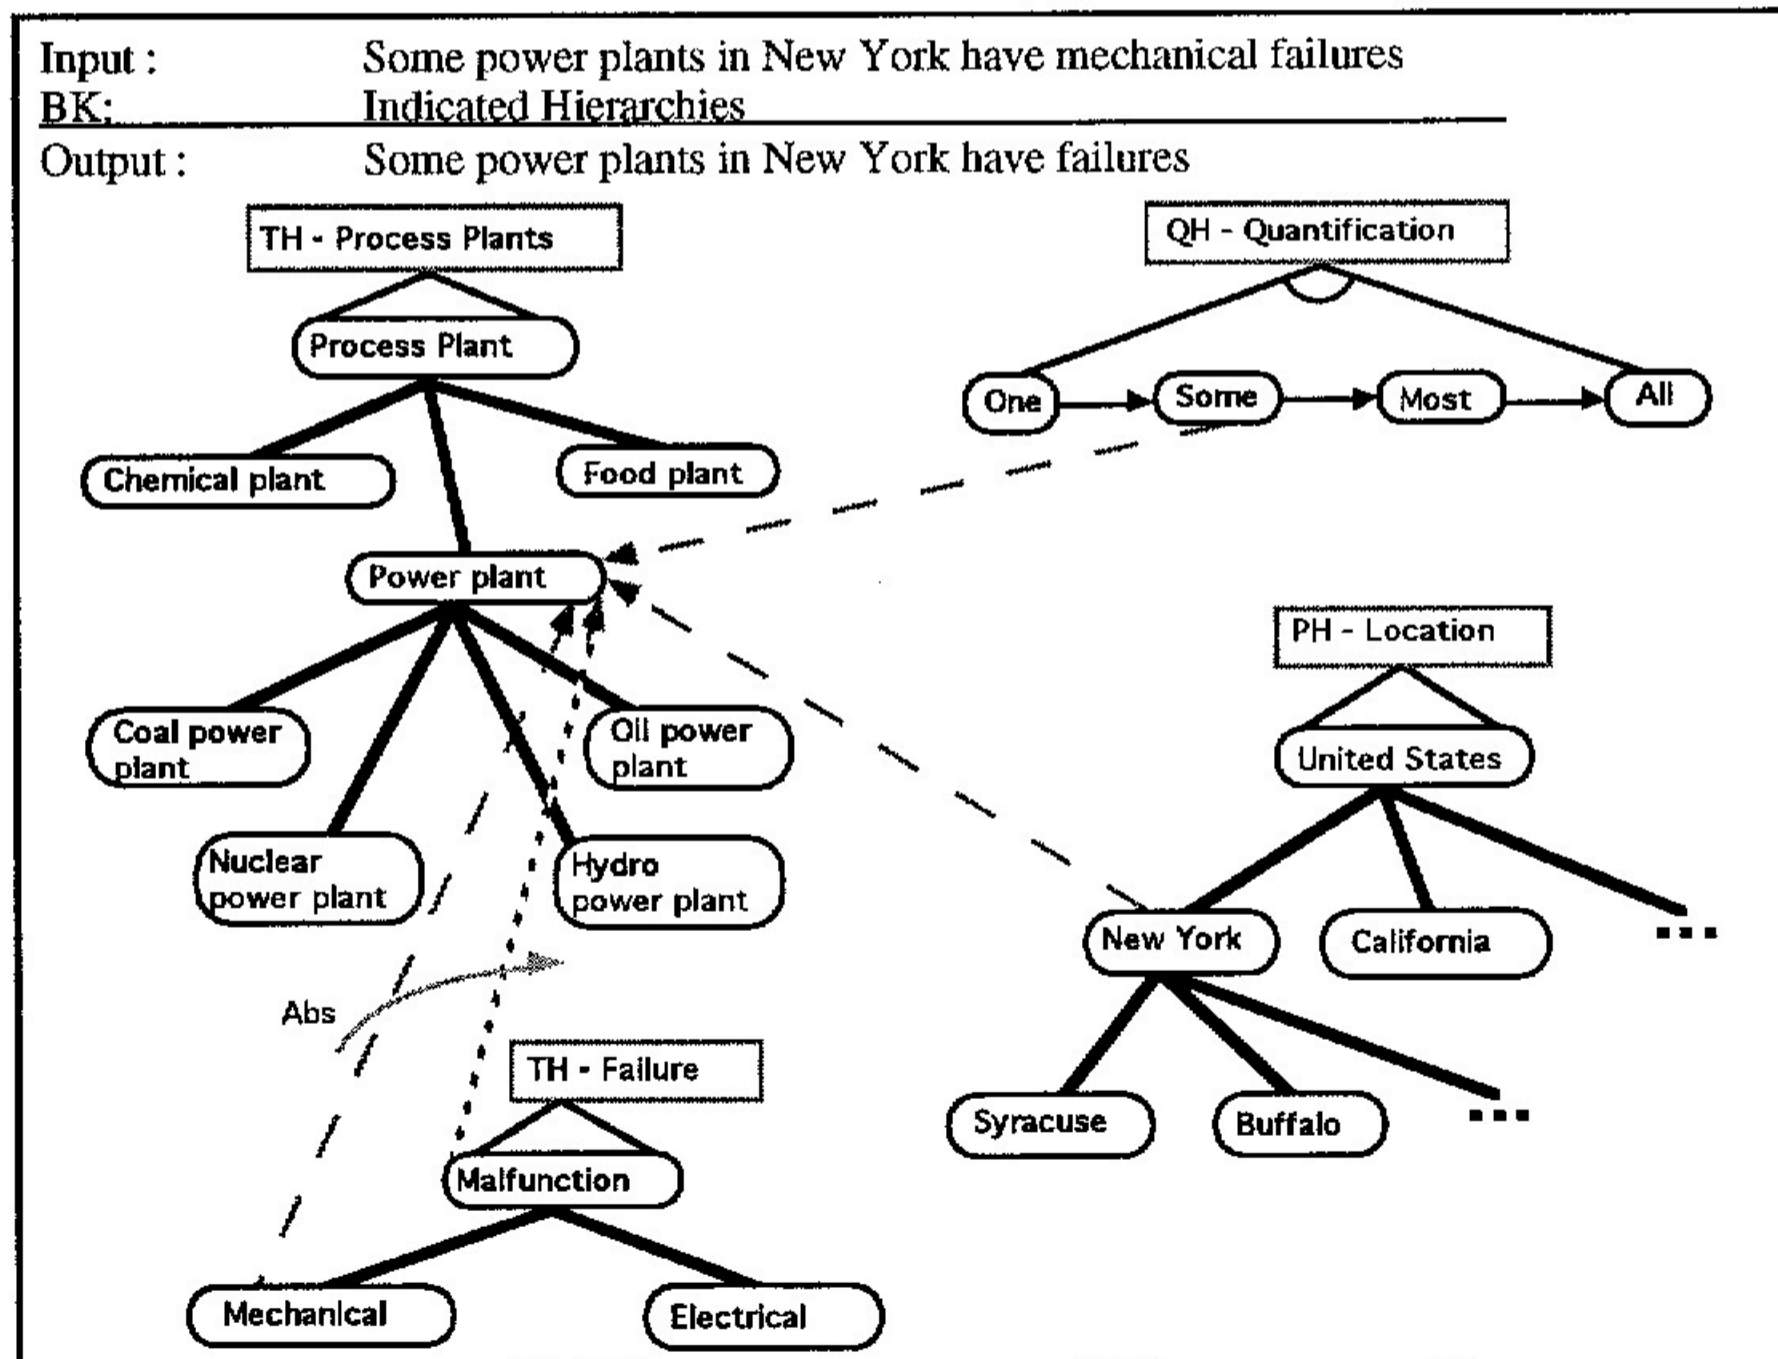 Input : Some power plants in New York have mechanical failures
BK: Indicated Hierarchies
Output : Some power plants in New York have failures
TH - Process Plants
QH - Quantification
Process Plant
One
Some
Most
All
Chemical plant
Food plant
Power plant
PH - Location
Coal power
plant
Oil power
plant
United States
Nuclear
power plant
Hydro
power plant
New York
California
...
Abs
TH - Failure
Syracuse
Buffalo
...
Malfunction
Mechanical
Electrical